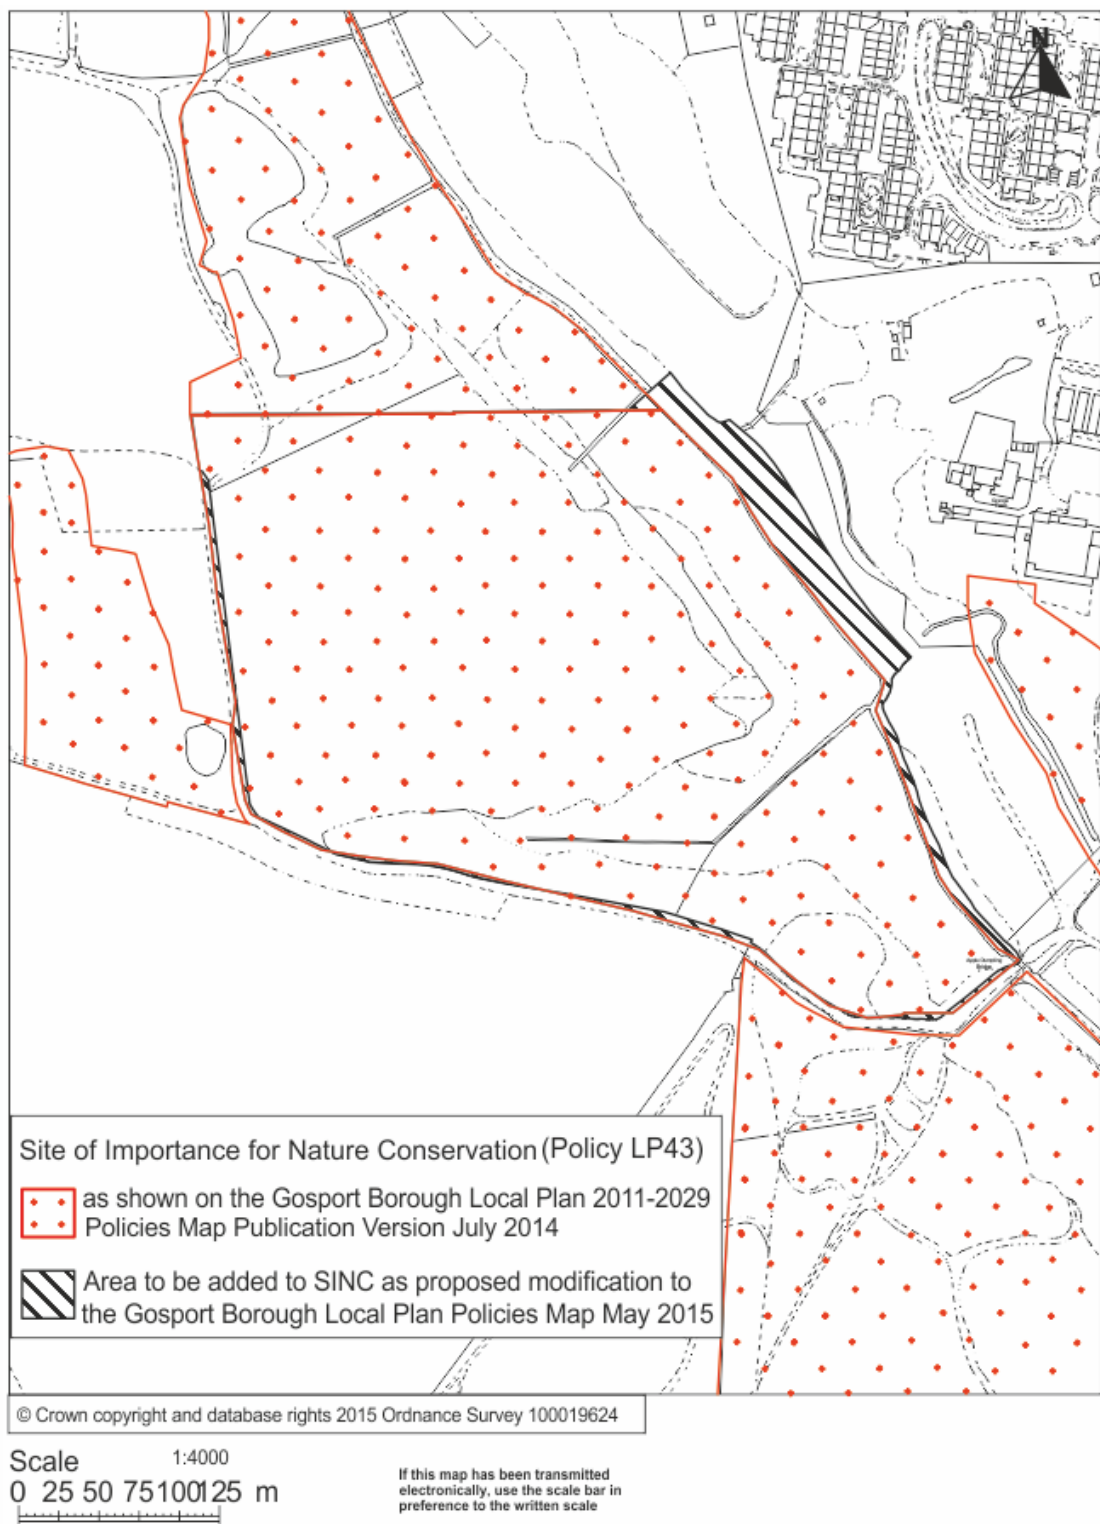 N
Apple Dumpling
Bridge
Site of Importance for Nature Conservation (Policy LP43)
as shown on the Gosport Borough Local Plan 2011-2029
Policies Map Publication Version July 2014
Area to be added to SINC as proposed modification to
the Gosport Borough Local Plan Policies Map May 2015
© Crown copyright and database rights 2015 Ordnance Survey 100019624
Scale 1:4000
0 25 50 75 100 125 m
If this map has been transmitted
electronically, use the scale bar in
preference to the written scale